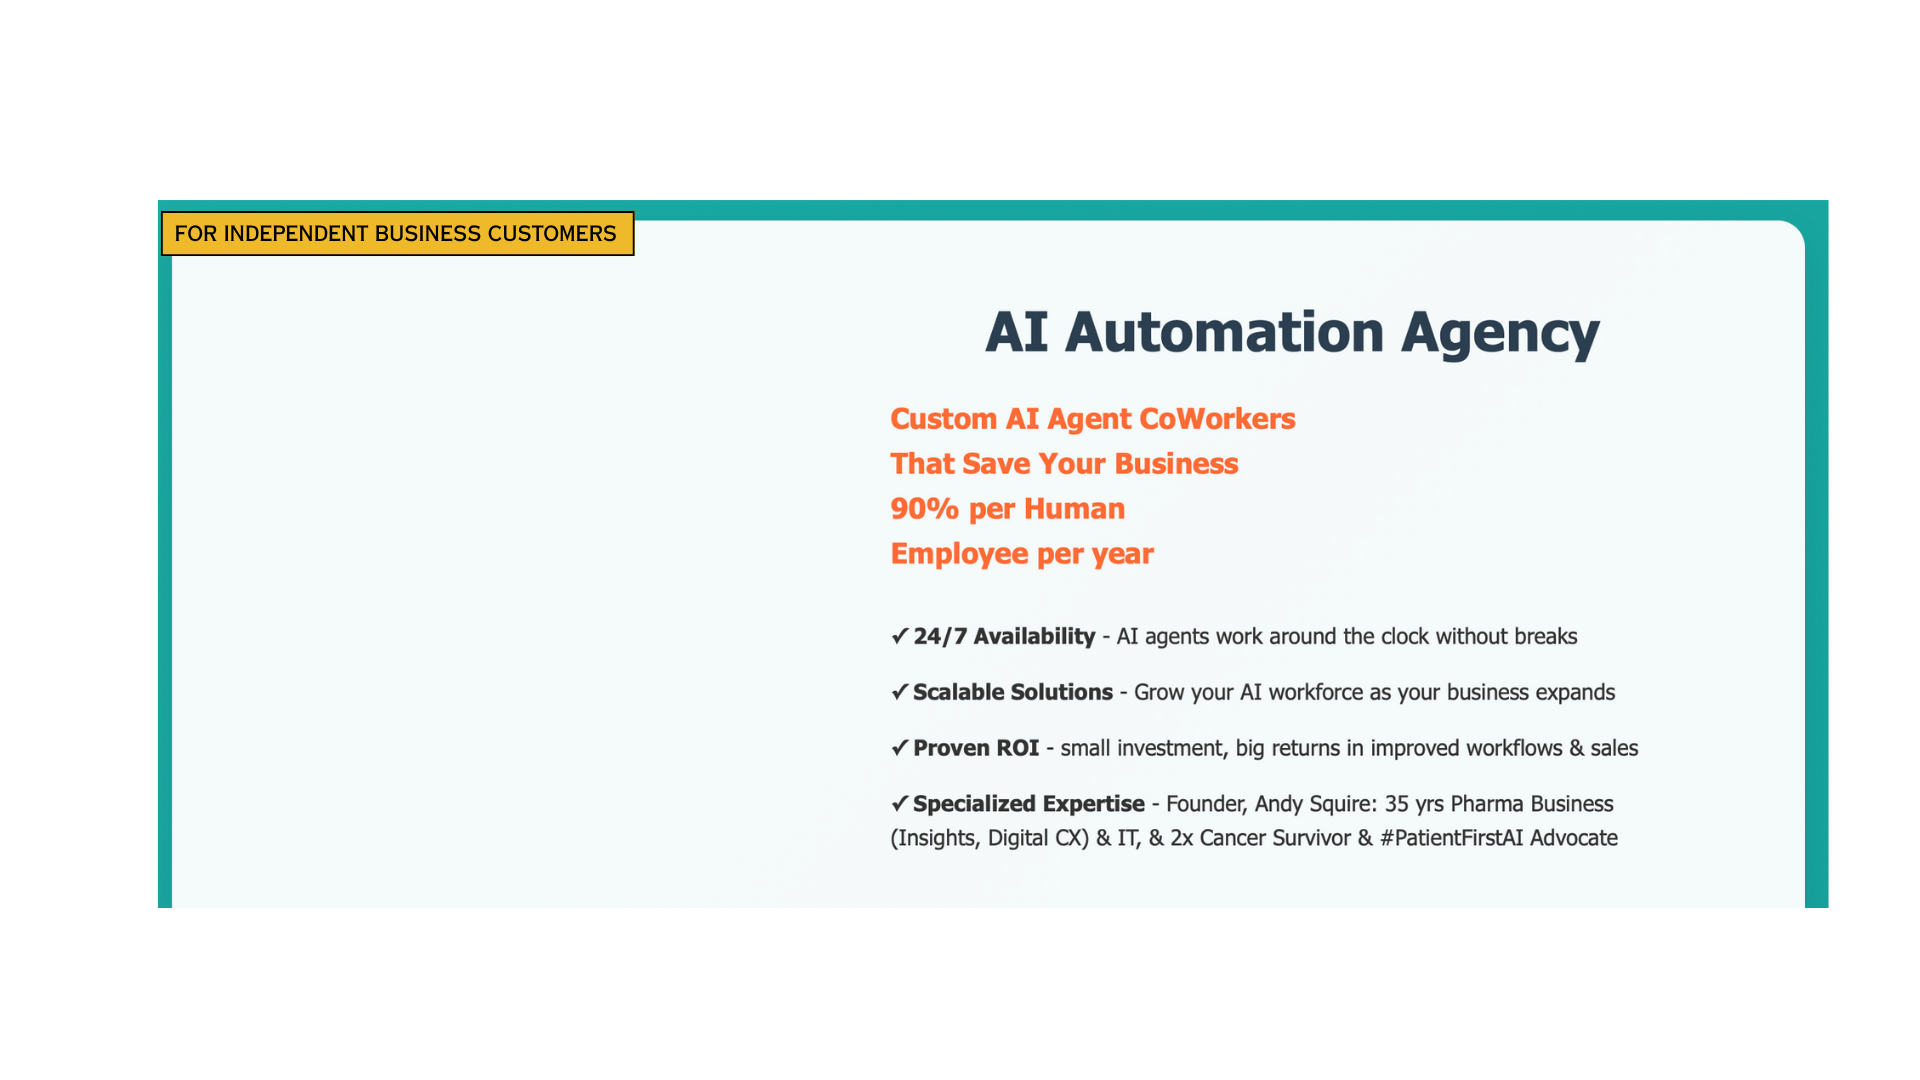 FOR INDEPENDENT BUSINESS CUSTOMERS
AI Automation Agency
Custom AI Agent CoWorkers
That Save Your Business
90% per Human
Employee per year
✓ 24/7 Availability - AI agents work around the clock without breaks
✓ Scalable Solutions - Grow your AI workforce as your business expands
✓ Proven ROI - small investment, big returns in improved workflows & sales
✓ Specialized Expertise - Founder, Andy Squire: 35 yrs Pharma Business
(Insights, Digital CX) & IT, & 2x Cancer Survivor & #PatientFirstAI Advocate